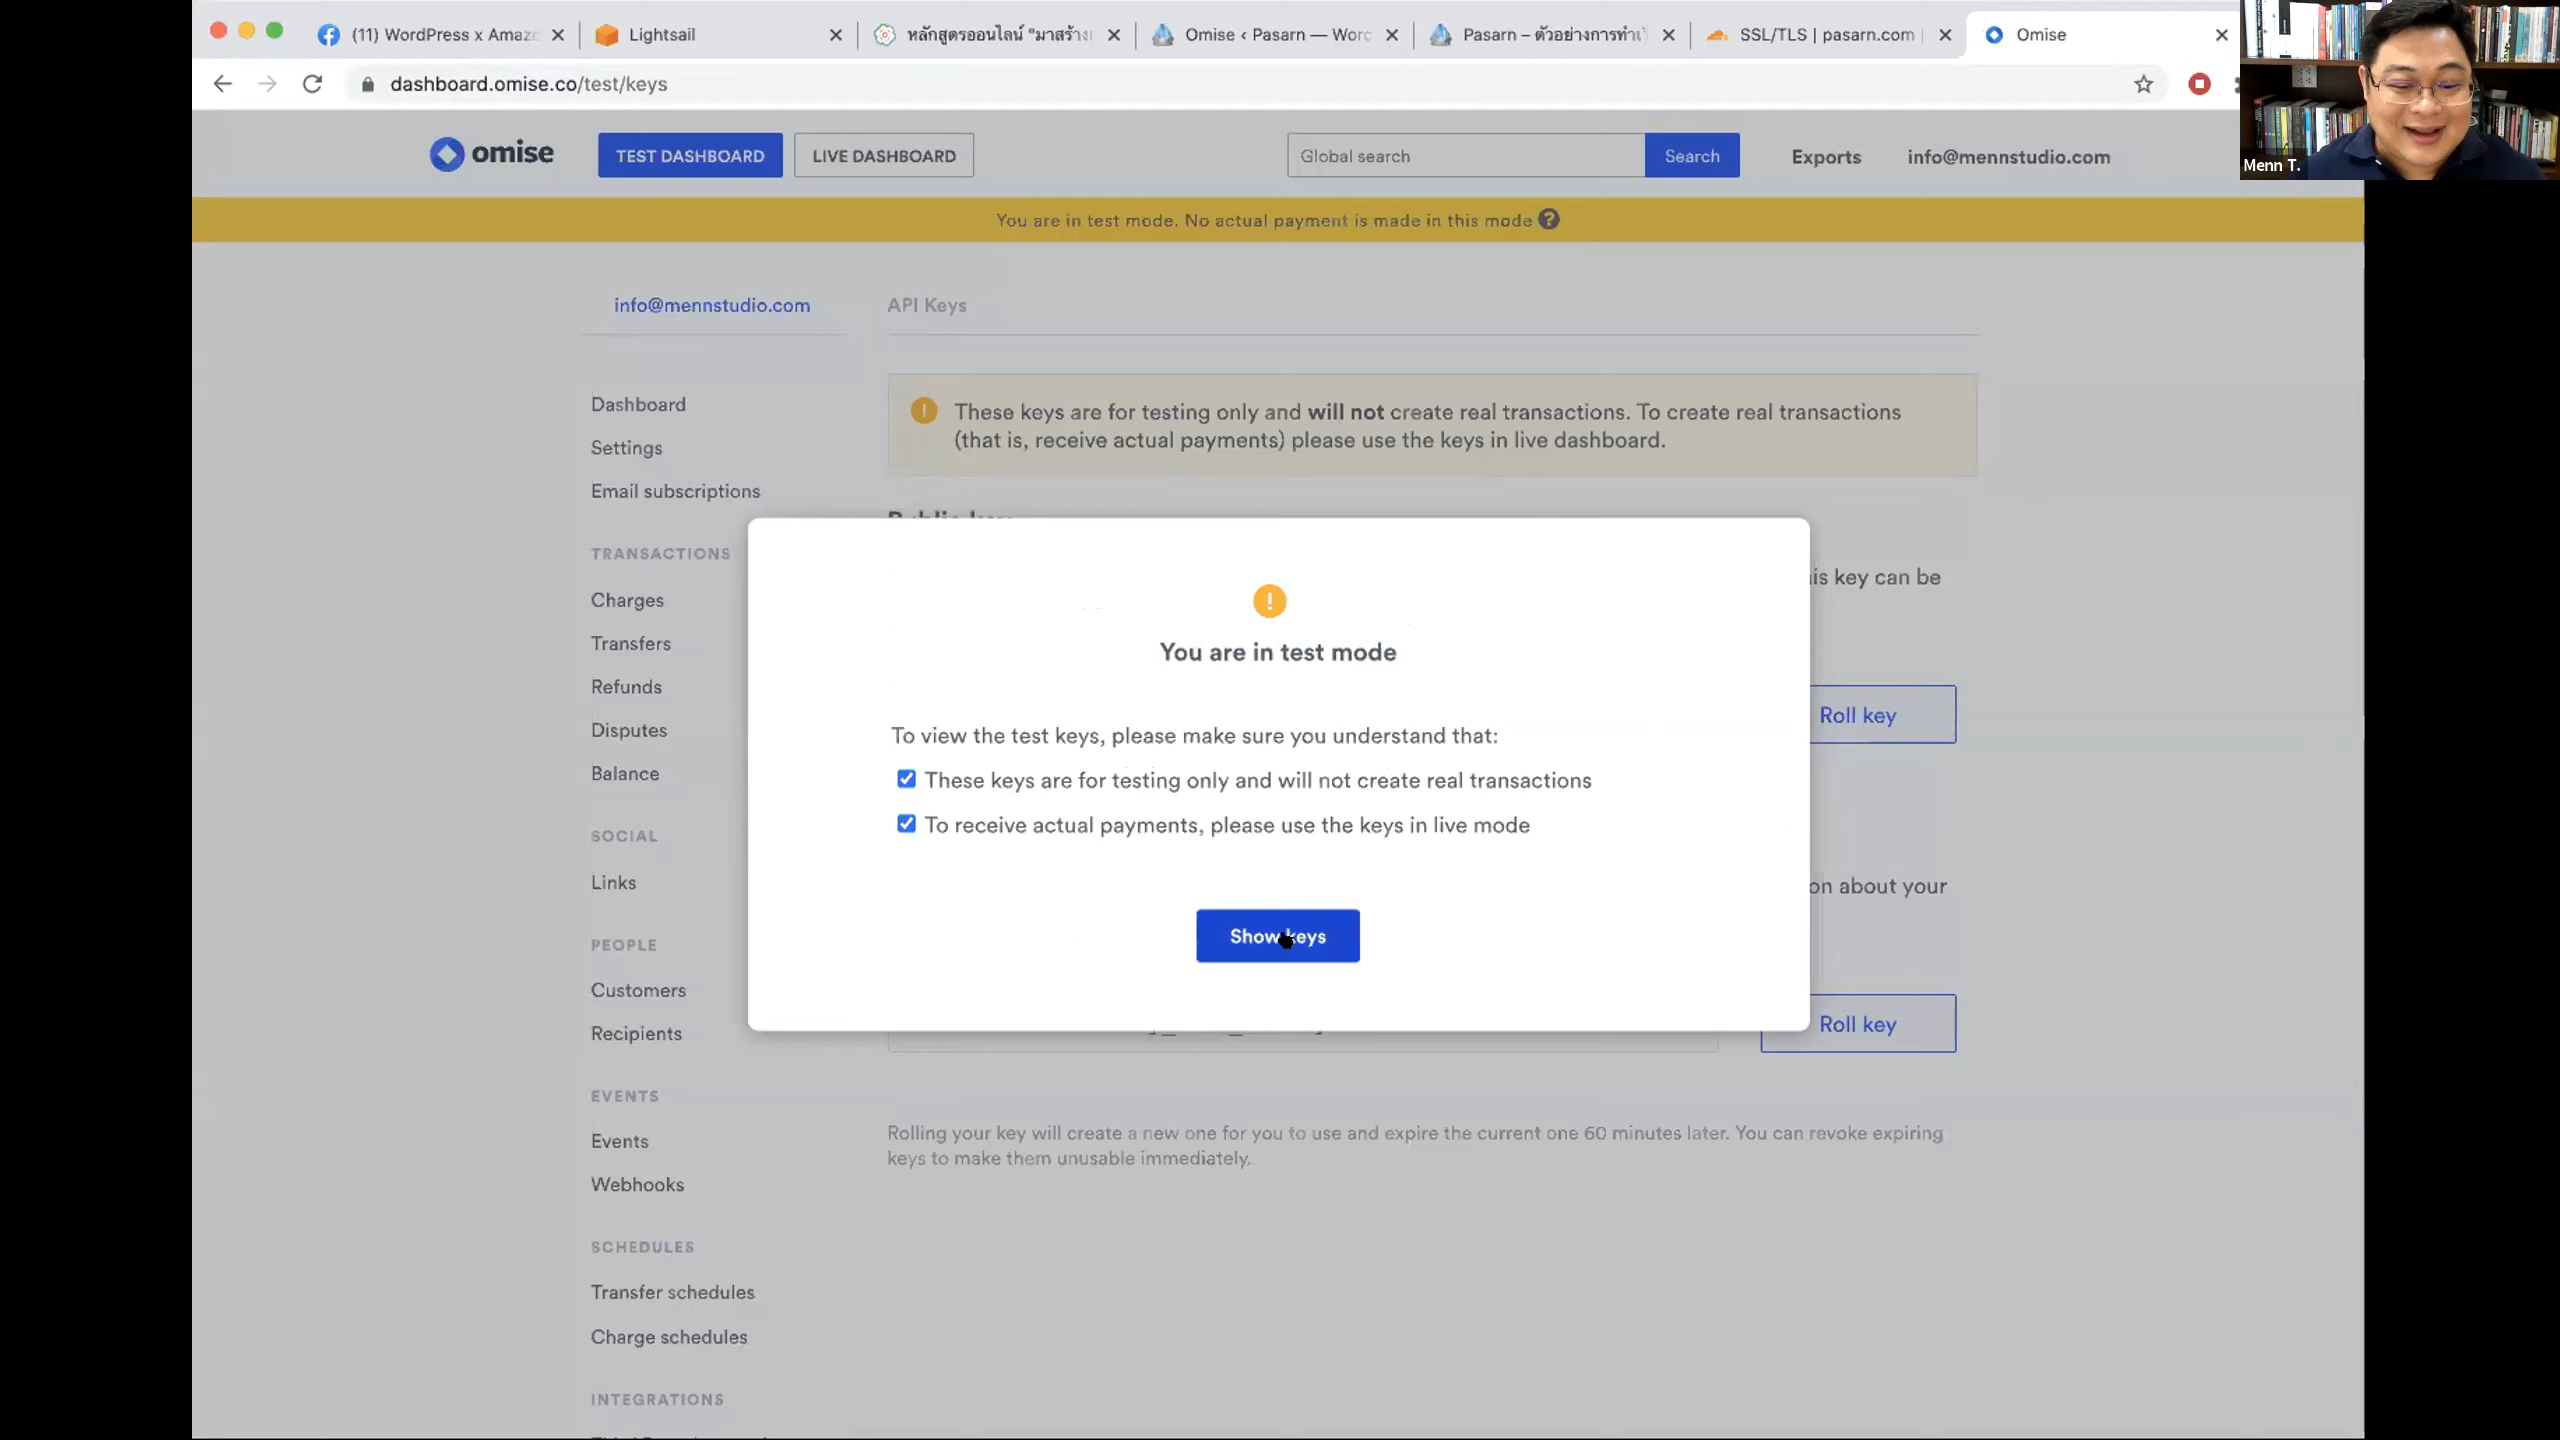 (11) WordPress x Amaz
Lightsail
หลักสูตรออนไลน์ "มาสร้าง
Omise ‹ Pasarn — Word
Pasarn – ตัวอย่างการทำเว็
SSL/TLS | pasarn.com |
Omise
dashboard.omise.co/test/keys
Menn T.
omise
TEST DASHBOARD
LIVE DASHBOARD
Global search
Search
Exports
info@mennstudio.com
You are in test mode. No actual payment is made in this mode
info@mennstudio.com
API Keys
Dashboard
Settings
Email subscriptions
TRANSACTIONS
Charges
Transfers
Refunds
Disputes
Balance
SOCIAL
Links
PEOPLE
Customers
Recipients
EVENTS
Events
Webhooks
SCHEDULES
Transfer schedules
Charge schedules
INTEGRATIONS
These keys are for testing only and will not create real transactions. To create real transactions
(that is, receive actual payments) please use the keys in live dashboard.
Public key
is key can be
Roll key
on about your
Roll key
You are in test mode
To view the test keys, please make sure you understand that:
These keys are for testing only and will not create real transactions
To receive actual payments, please use the keys in live mode
Show keys
Rolling your key will create a new one for you to use and expire the current one 60 minutes later. You can revoke expiring
keys to make them unusable immediately.